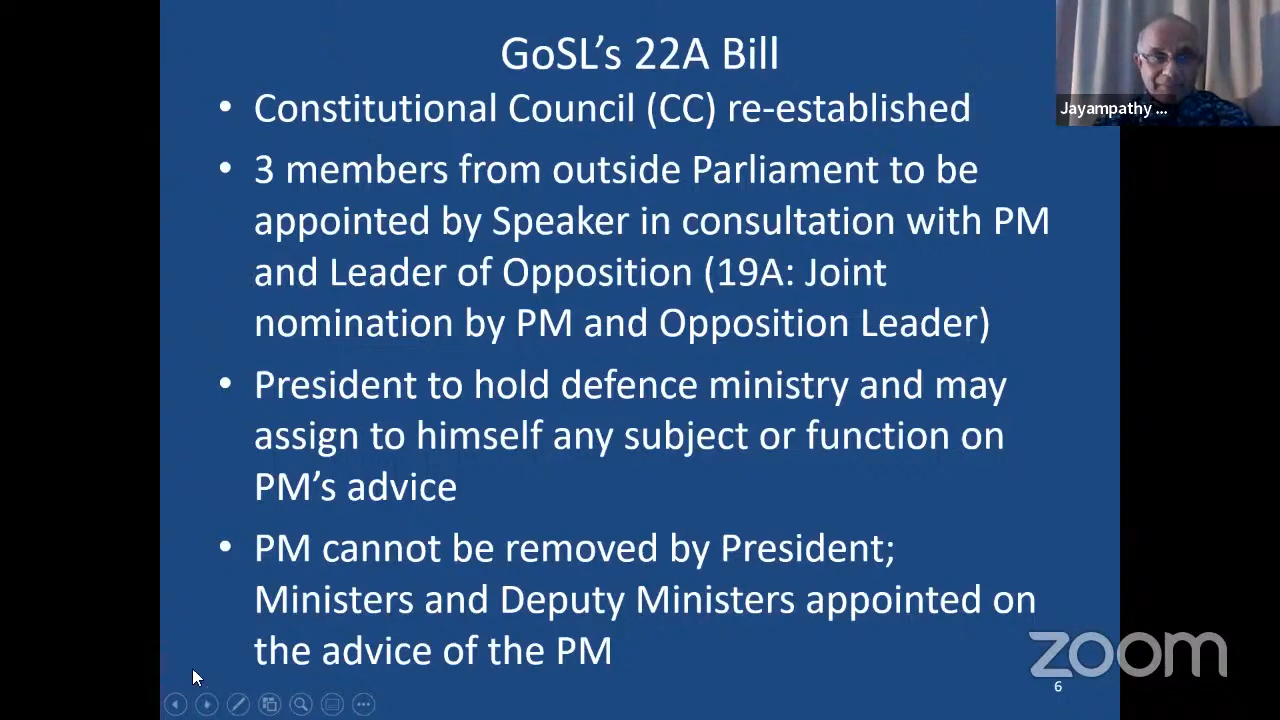 GoSL’s 22A Bill
• Constitutional Council (CC) re-established
• 3 members from outside Parliament to be
appointed by Speaker in consultation with PM
and Leader of Opposition (19A: Joint
nomination by PM and Opposition Leader)
• President to hold defence ministry and may
assign to himself any subject or function on
PM’s advice
• PM cannot be removed by President;
Ministers and Deputy Ministers appointed on
the advice of the PM
Jayampathy ...
zoom
6